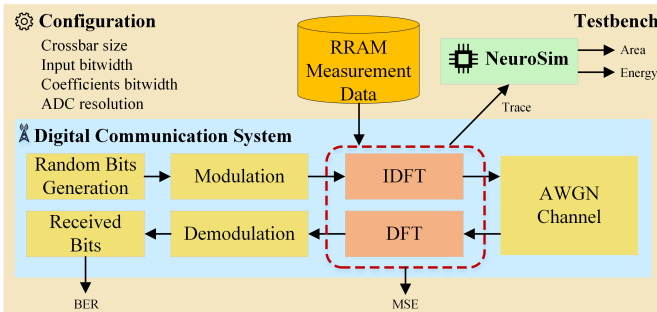 Configuration
Crossbar size
Input bitwidth
Coefficients bitwidth
ADC resolution
RRAM
Measurement
Data
Testbench
NeuroSim
Area
Energy
Trace
Digital Communication System
Random Bits
Generation
Modulation
IDFT
AWGN
Channel
Received
Bits
Demodulation
DFT
BER
MSE